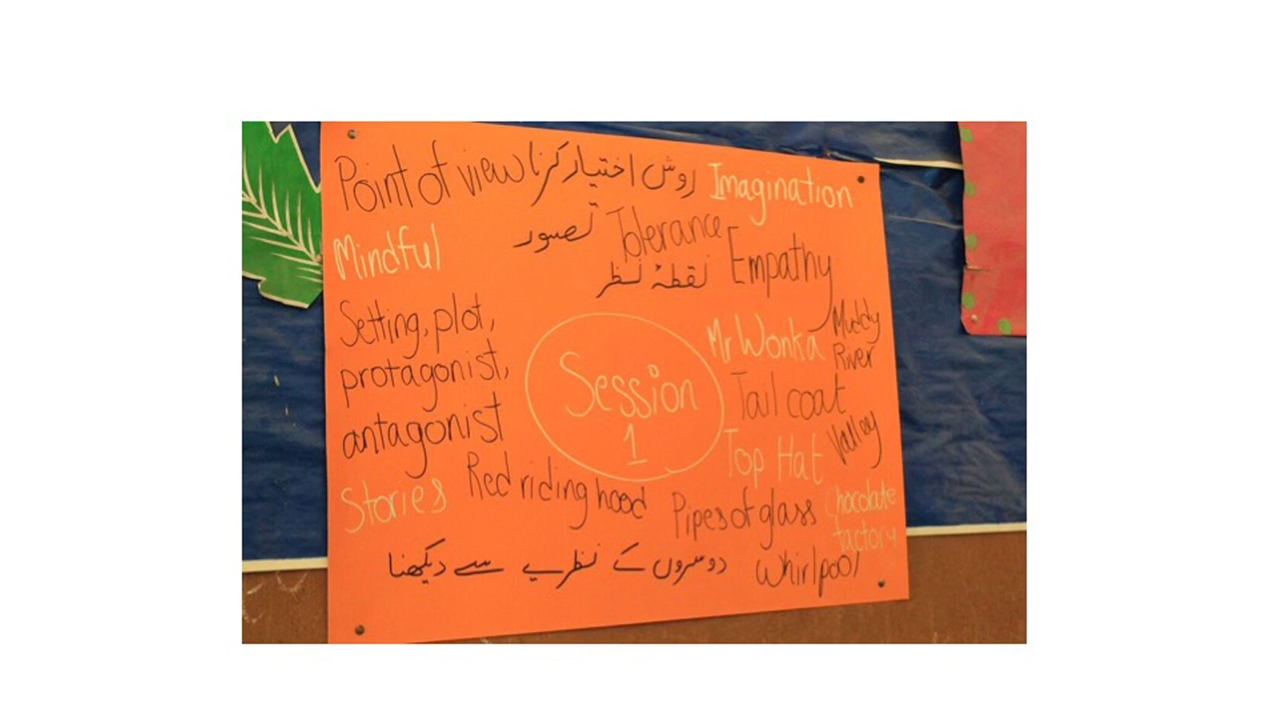 Point of view روش اختیار کرنا Imagination
Mindful تصور Tolerance
نقطۂ نظر Empathy
Setting, plot,
protagonist,
antagonist
Session
1
Mr Wonka Muddy
River
Tail coat
Top Hat Valley
Stories Red riding hood Pipes of glass Chocolate
factory
دوسروں کے نظریے سے دیکھنا Whirlpool